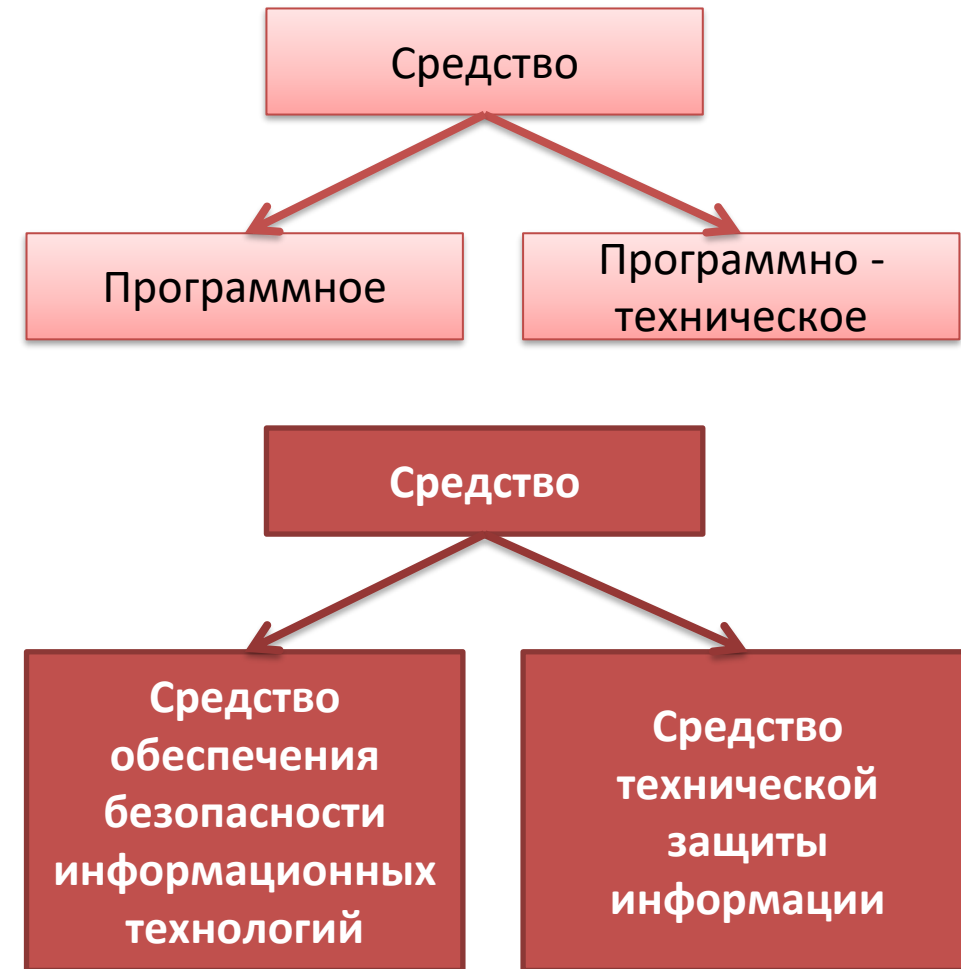 Средство
Программное
Программно -
техническое
Средство
Средство
обеспечения
безопасности
информационных
технологий
Средство
технической
защиты
информации